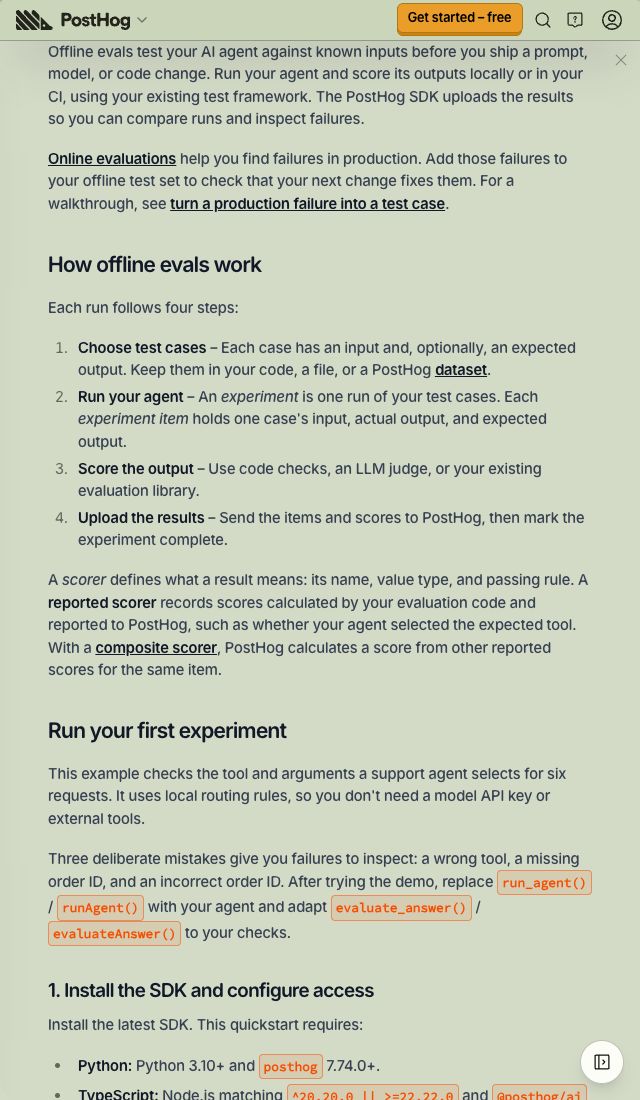 PostHog
Get started – free
Offline evals test your AI agent against known inputs before you ship a prompt,
model, or code change. Run your agent and score its outputs locally or in your
CI, using your existing test framework. The PostHog SDK uploads the results
so you can compare runs and inspect failures.
Online evaluations help you find failures in production. Add those failures to
your offline test set to check that your next change fixes them. For a
walkthrough, see turn a production failure into a test case.
How offline evals work
Each run follows four steps:
1. Choose test cases – Each case has an input and, optionally, an expected
output. Keep them in your code, a file, or a PostHog dataset.
2. Run your agent – An experiment is one run of your test cases. Each
experiment item holds one case's input, actual output, and expected
output.
3. Score the output – Use code checks, an LLM judge, or your existing
evaluation library.
4. Upload the results – Send the items and scores to PostHog, then mark the
experiment complete.
A scorer defines what a result means: its name, value type, and passing rule. A
reported scorer records scores calculated by your evaluation code and
reported to PostHog, such as whether your agent selected the expected tool.
With a composite scorer, PostHog calculates a score from other reported
scores for the same item.
Run your first experiment
This example checks the tool and arguments a support agent selects for six
requests. It uses local routing rules, so you don't need a model API key or
external tools.
Three deliberate mistakes give you failures to inspect: a wrong tool, a missing
order ID, and an incorrect order ID. After trying the demo, replace run_agent()
/ runAgent() with your agent and adapt evaluate_answer() /
evaluateAnswer() to your checks.
1. Install the SDK and configure access
Install the latest SDK. This quickstart requires:
• Python: Python 3.10+ and posthog 7.74.0+.
• TypeScript: Node.js matching ^20.20.0 || >=22.22.0 and @posthog/ai